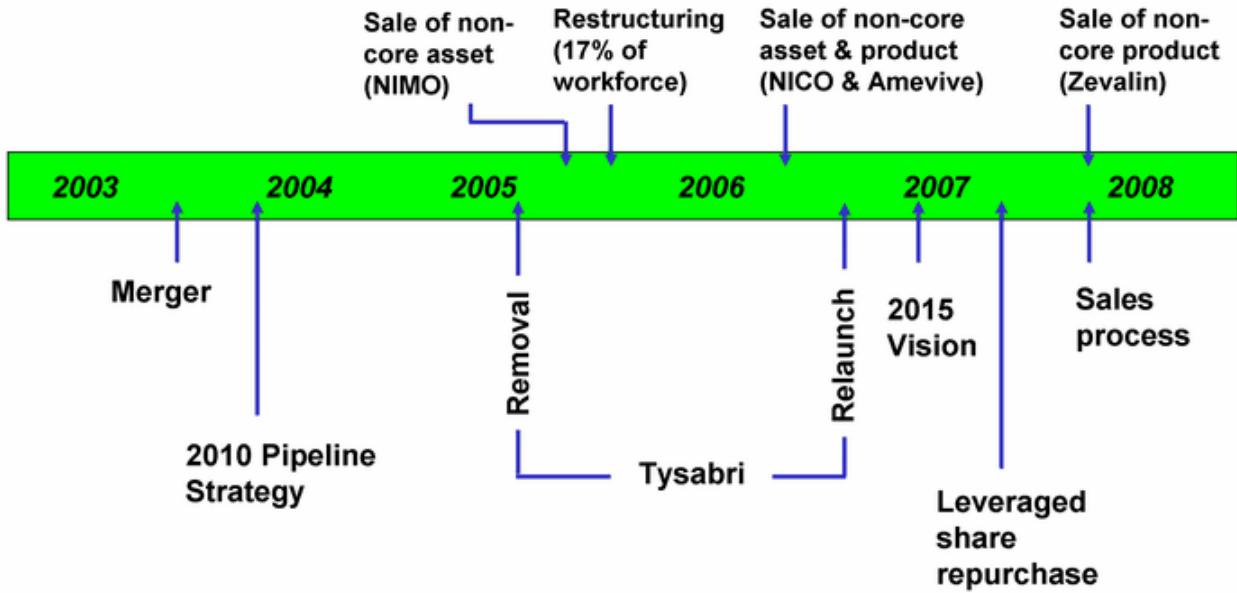 Sale of non-
core asset
(NIMO)
Restructuring
(17% of
workforce)
Sale of non-core
asset & product
(NICO & Amevive)
Sale of non-
core product
(Zevalin)
2003
2004
2005
2006
2007
2008
Merger
2010 Pipeline
Strategy
Removal
Tysabri
Relaunch
2015
Vision
Leveraged
share
repurchase
Sales
process